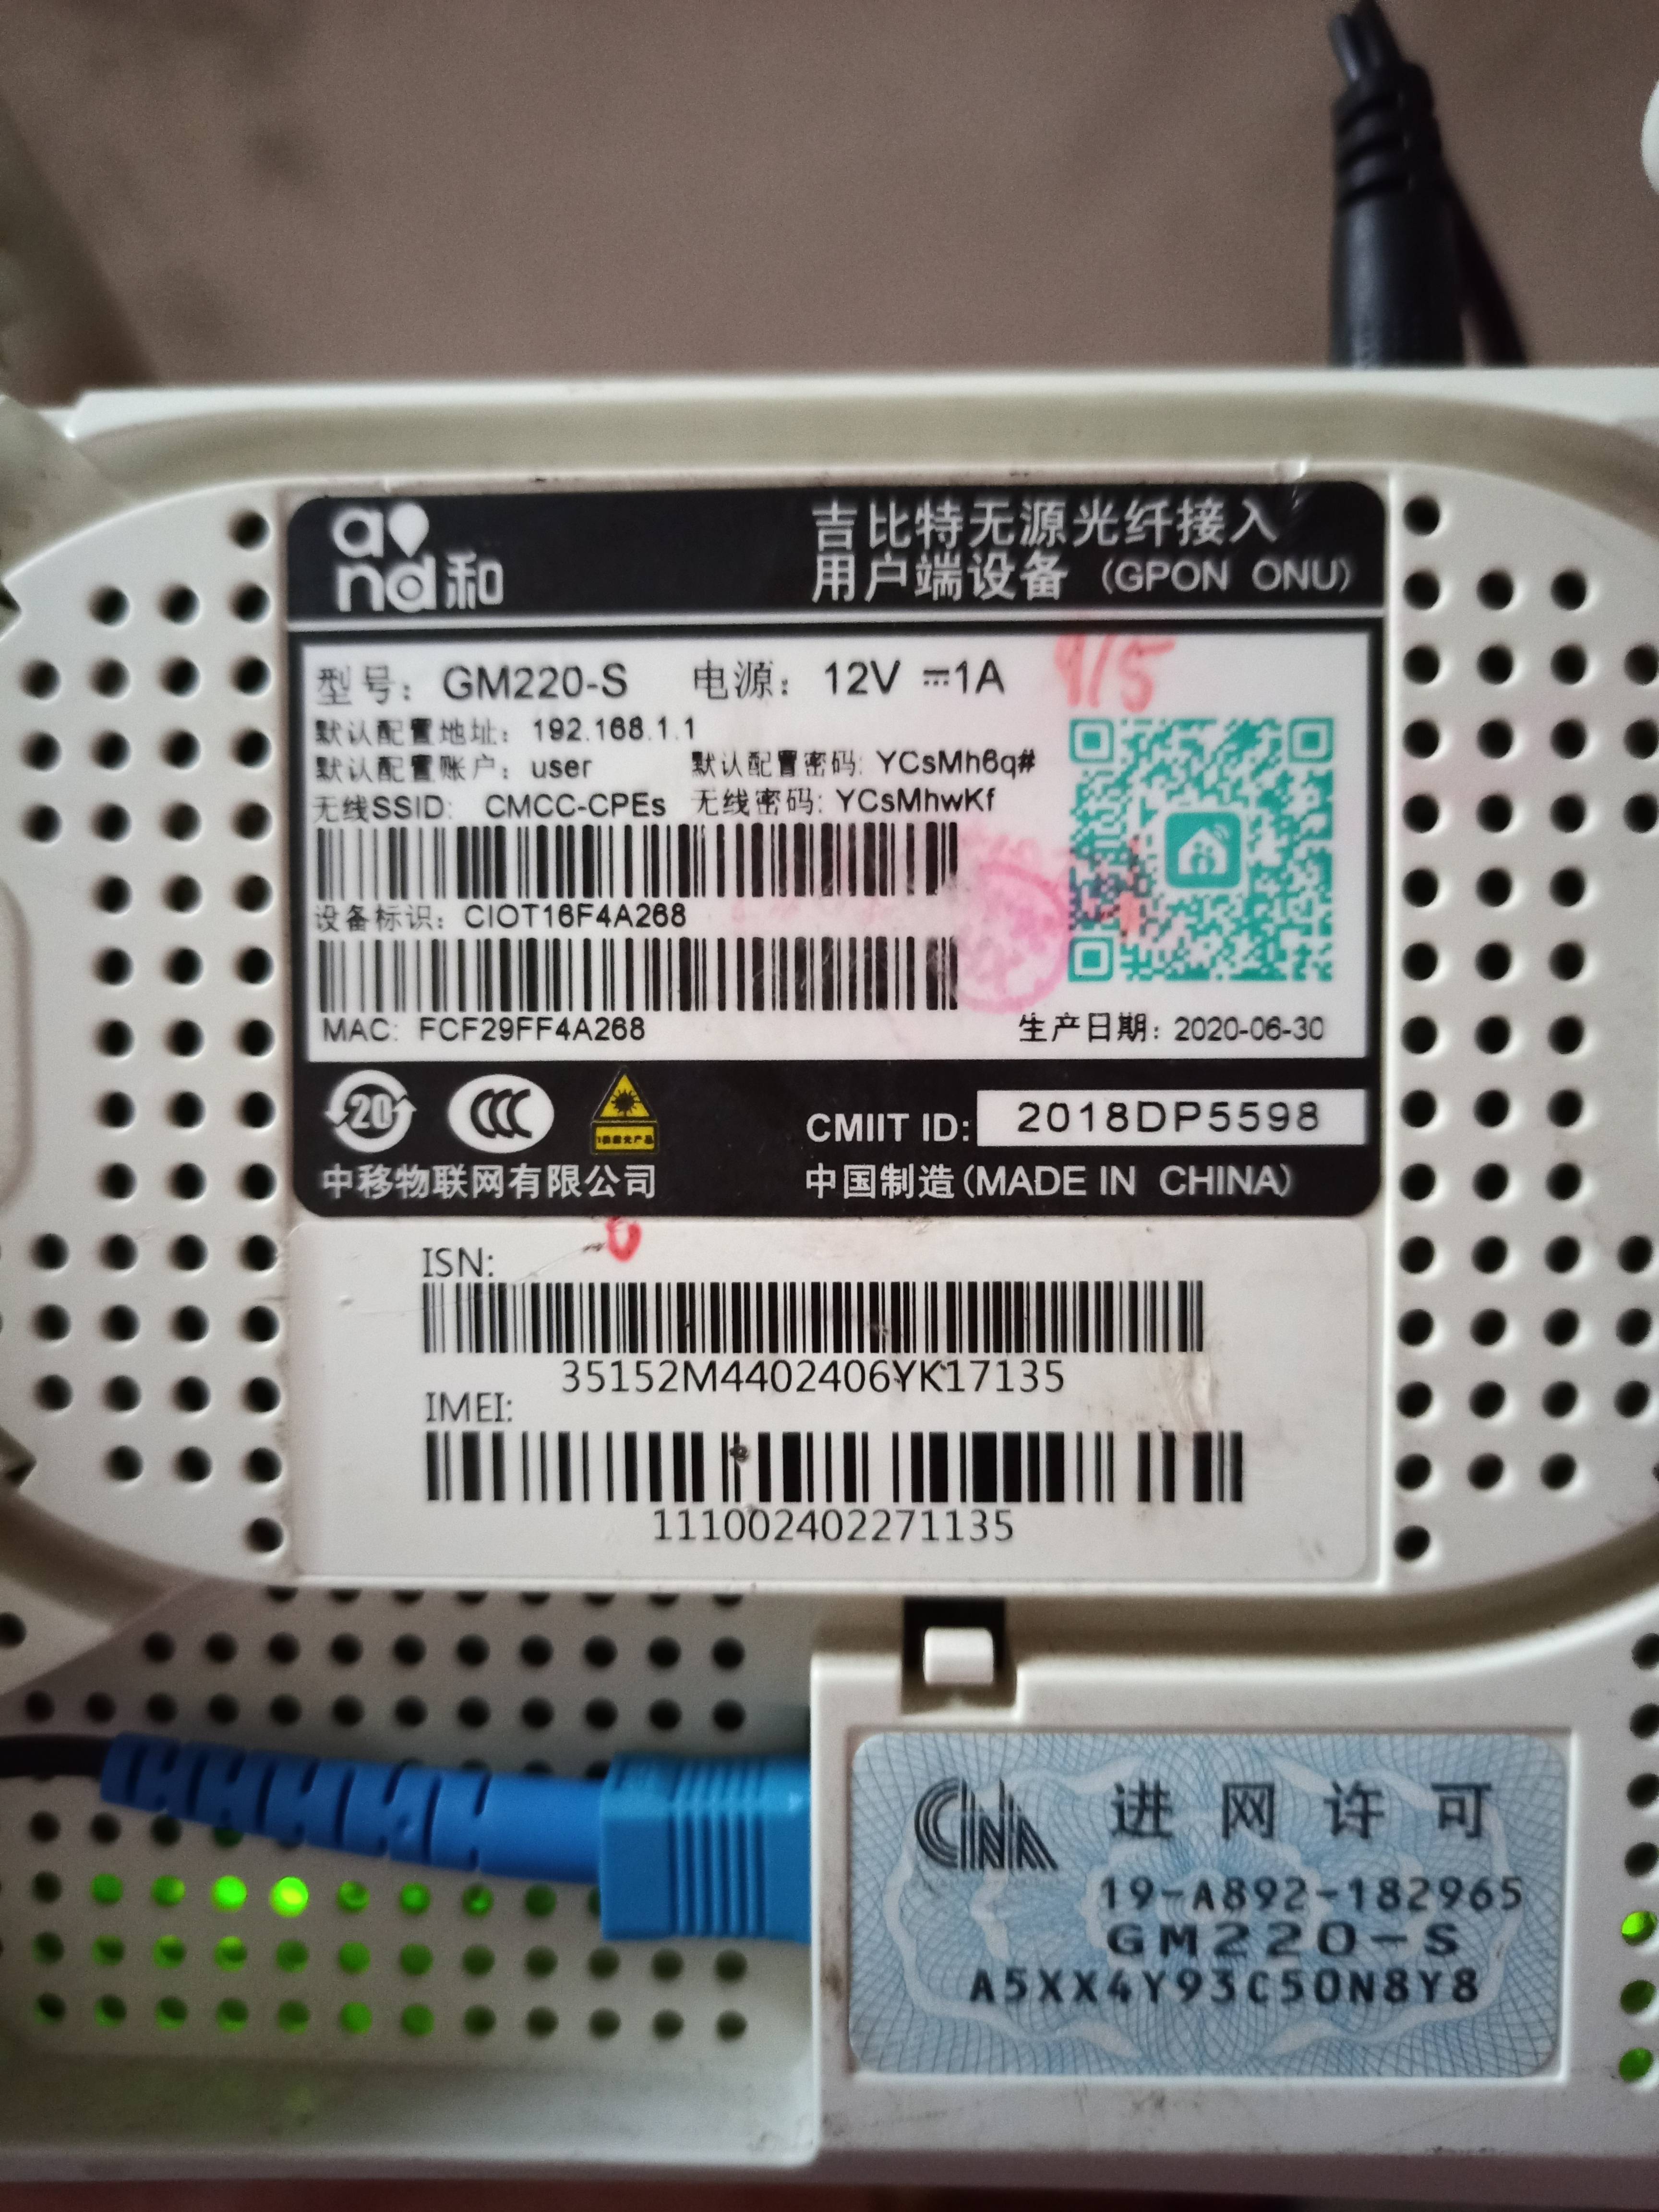 and和
吉比特无源光纤接入
用户端设备 (GPON ONU)
型号: GM220-S 电源: 12V ⎓1A
9/5
默认配置地址: 192.168.1.1
默认配置账户: user 默认配置密码: YCsMh6q#
无线SSID: CMCC-CPEs 无线密码: YCsMhwKf
设备标识: CIOT16F4A268
MAC: FCF29FF4A268 生产日期: 2020-06-30
20 CCC
CMIIT ID: 2018DP5598
中移物联网有限公司 中国制造(MADE IN CHINA)
ISN:
35152M4402406YK17135
IMEI:
111002402271135
CNA 进网许可
19-A892-182965
GM220-S
A5XX4Y93C50N8Y8